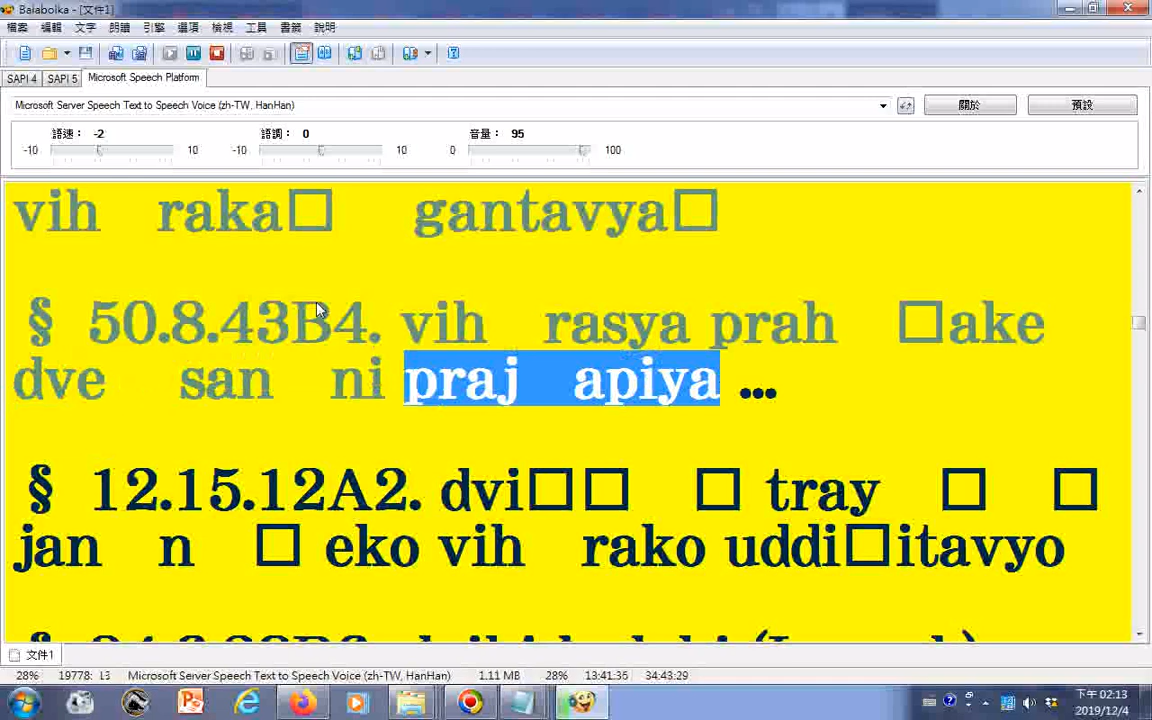 Balabolka - [文件1]
檔案 編輯 文字 朗讀 引擎 選項 檢視 工具 書籤 說明
SAPI 4 SAPI 5 Microsoft Speech Platform
Microsoft Server Speech Text to Speech Voice (zh-TW, HanHan) 關於 預設
語速： -2 語調： 0 音量： 95
-10 10 -10 10 0 100
vih raka□ gantavya□
§ 50.8.43B4. vih rasya prah □ake
dve san ni praj apiya ...
§ 12.15.12A2. dvi□□ □ tray □ □
jan n □ eko vih rako uddi□itavyo
文件1
28% 19778: 13 Microsoft Server Speech Text to Speech Voice (zh-TW, HanHan) 1.11 MB 28% 13:41:35 34:43:29
下午 02:13
2019/12/4